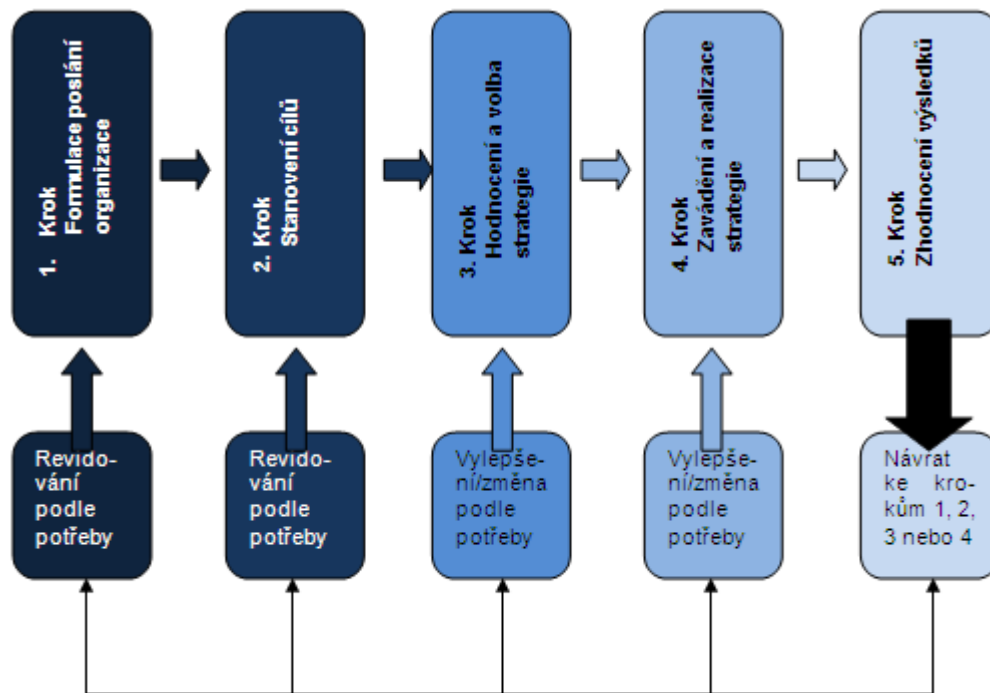 1. Krok
Formulace poslání
organizace
2. Krok
Stanovení cílů
3. Krok
Hodnocení a volba
strategie
4. Krok
Zavádění a realizace
strategie
5. Krok
Zhodnocení výsledků
Revido-
vání
podle
potřeby
Revido-
vání
podle
potřeby
Vylepše-
ní/změna
podle
potřeby
Vylepše-
ní/změna
podle
potřeby
Návrat
ke kro-
kům 1, 2,
3 nebo 4